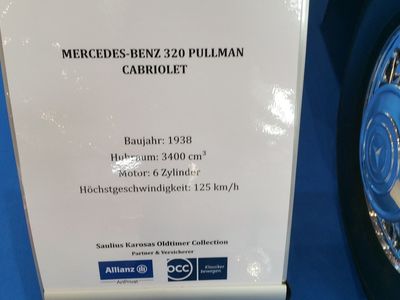 MERCEDES-BENZ 320 PULLMAN
CABRIOLET
Baujahr: 1938
Hubraum: 3400 cm³
Motor: 6 Zylinder
Höchstgeschwindigkeit: 125 km/h
Saulius Karosas Oldtimer Collection
Partner & Versicherer
Allianz
OCC
Klassiker
bewegen.
ArtPrivat